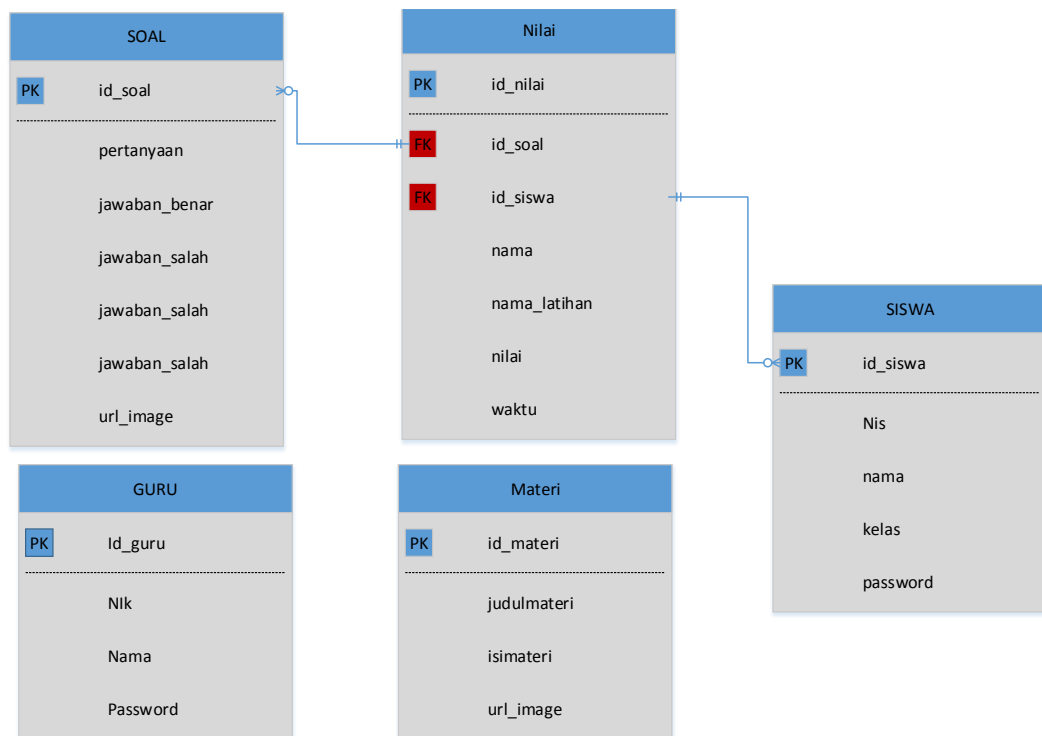 SOAL
PK id_soal
pertanyaan
jawaban_benar
jawaban_salah
jawaban_salah
jawaban_salah
url_image
Nilai
PK id_nilai
FK id_soal
FK id_siswa
nama
nama_latihan
nilai
waktu
SISWA
PK id_siswa
Nis
nama
kelas
password
GURU
PK Id_guru
NIk
Nama
Password
Materi
PK id_materi
judulmateri
isimateri
url_image